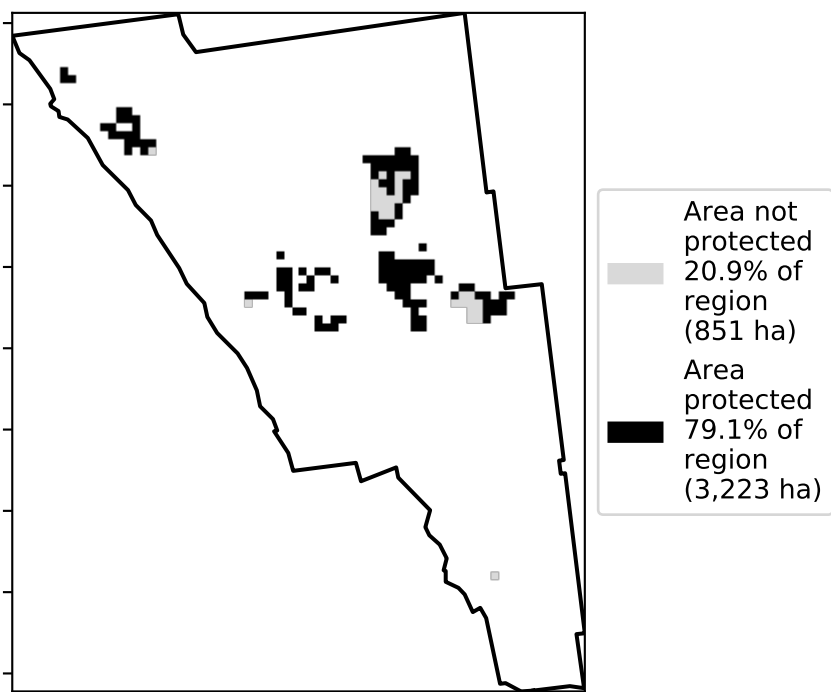 Area not
protected
20.9% of
region
(851 ha)
Area
protected
79.1% of
region
(3,223 ha)